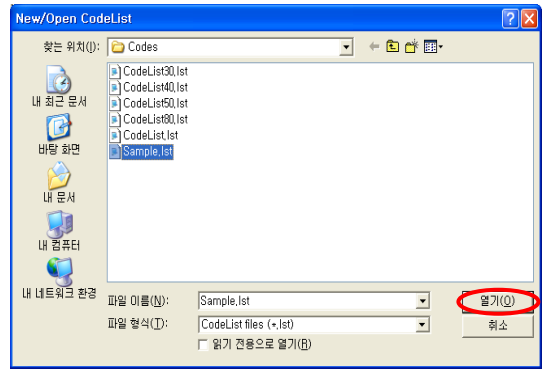 New/Open CodeList
찾는 위치(I):
Codes
내 최근 문서
바탕 화면
내 문서
내 컴퓨터
내 네트워크 환경
CodeList30.lst
CodeList40.lst
CodeList50.lst
CodeList80.lst
CodeList.lst
Sample.lst
파일 이름(N):
Sample.lst
열기(O)
파일 형식(T):
CodeList files (*.lst)
취소
읽기 전용으로 열기(R)